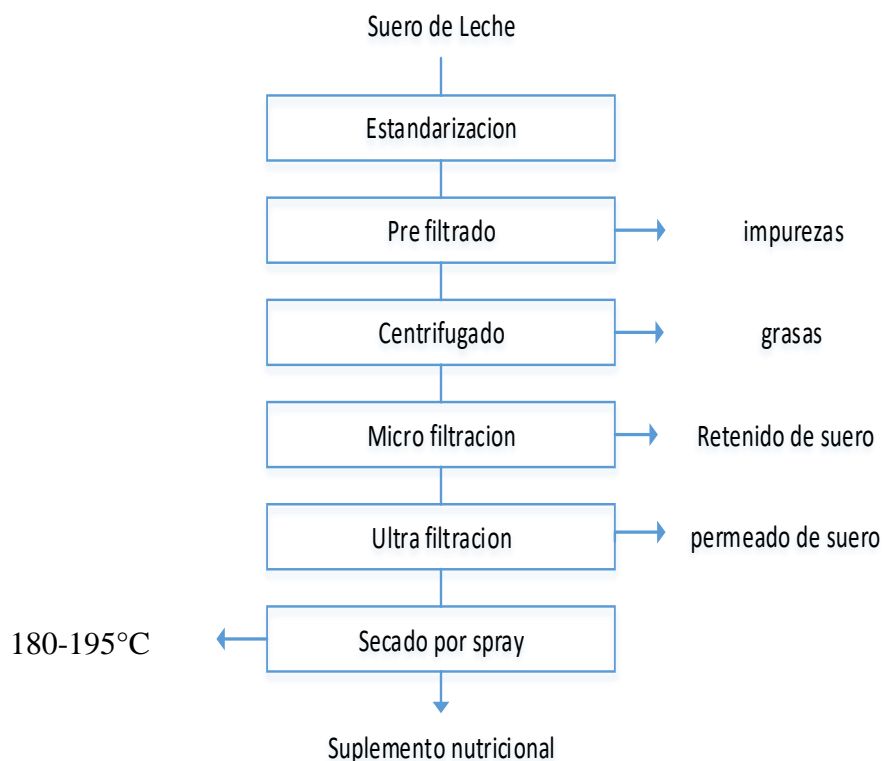 Suero de Leche
Estandarizacion
Pre filtrado
impurezas
Centrifugado
grasas
Micro filtracion
Retenido de suero
Ultra filtracion
permeado de suero
180-195°C
Secado por spray
Suplemento nutricional